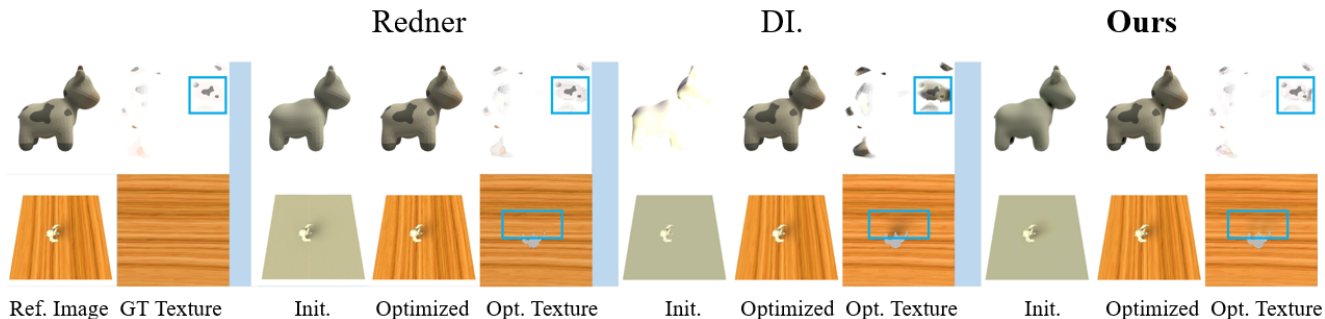 Redner DI. Ours
Ref. Image GT Texture Init. Optimized Opt. Texture Init. Optimized Opt. Texture Init. Optimized Opt. Texture